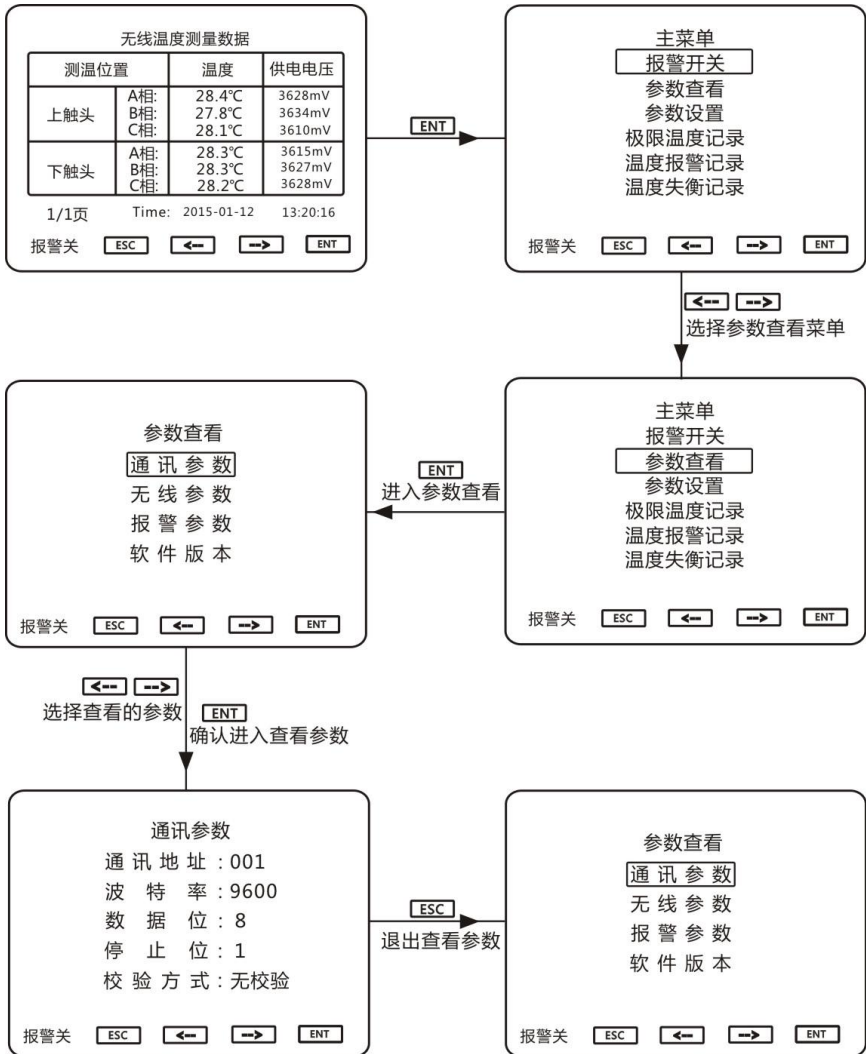 无线温度测量数据
测温位置 温度 供电电压
上触头 A相: 28.4℃ 3628mV
B相: 27.8℃ 3634mV
C相: 28.1℃ 3610mV
下触头 A相: 28.3℃ 3615mV
B相: 28.3℃ 3627mV
C相: 28.2℃ 3628mV
1/1页 Time: 2015-01-12 13:20:16
报警关 ESC <-- --> ENT
ENT
主菜单
报警开关
参数查看
参数设置
极限温度记录
温度报警记录
温度失衡记录
报警关 ESC <-- --> ENT
<-- -->
选择参数查看菜单
主菜单
报警开关
参数查看
参数设置
极限温度记录
温度报警记录
温度失衡记录
报警关 ESC <-- --> ENT
ENT
进入参数查看
参数查看
通讯参数
无线参数
报警参数
软件版本
报警关 ESC <-- --> ENT
<-- -->
选择查看的参数
ENT
确认进入查看参数
通讯参数
通讯地址:001
波特率:9600
数据位:8
停止位:1
校验方式:无校验
报警关 ESC <-- --> ENT
ESC
退出查看参数
参数查看
通讯参数
无线参数
报警参数
软件版本
报警关 ESC <-- --> ENT